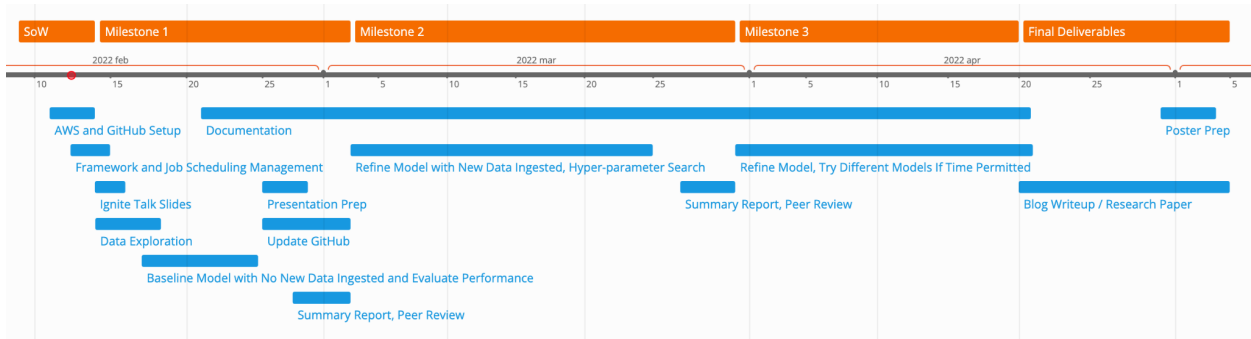 SoW
Milestone 1
Milestone 2
Milestone 3
Final Deliverables
2022 feb
2022 mar
2022 apr
10
15
20
25
1
5
10
15
20
25
1
5
10
15
20
25
1
5
AWS and GitHub Setup
Documentation
Poster Prep
Framework and Job Scheduling Management
Refine Model with New Data Ingested, Hyper-parameter Search
Refine Model, Try Different Models If Time Permitted
Ignite Talk Slides
Presentation Prep
Summary Report, Peer Review
Blog Writeup / Research Paper
Data Exploration
Update GitHub
Baseline Model with No New Data Ingested and Evaluate Performance
Summary Report, Peer Review